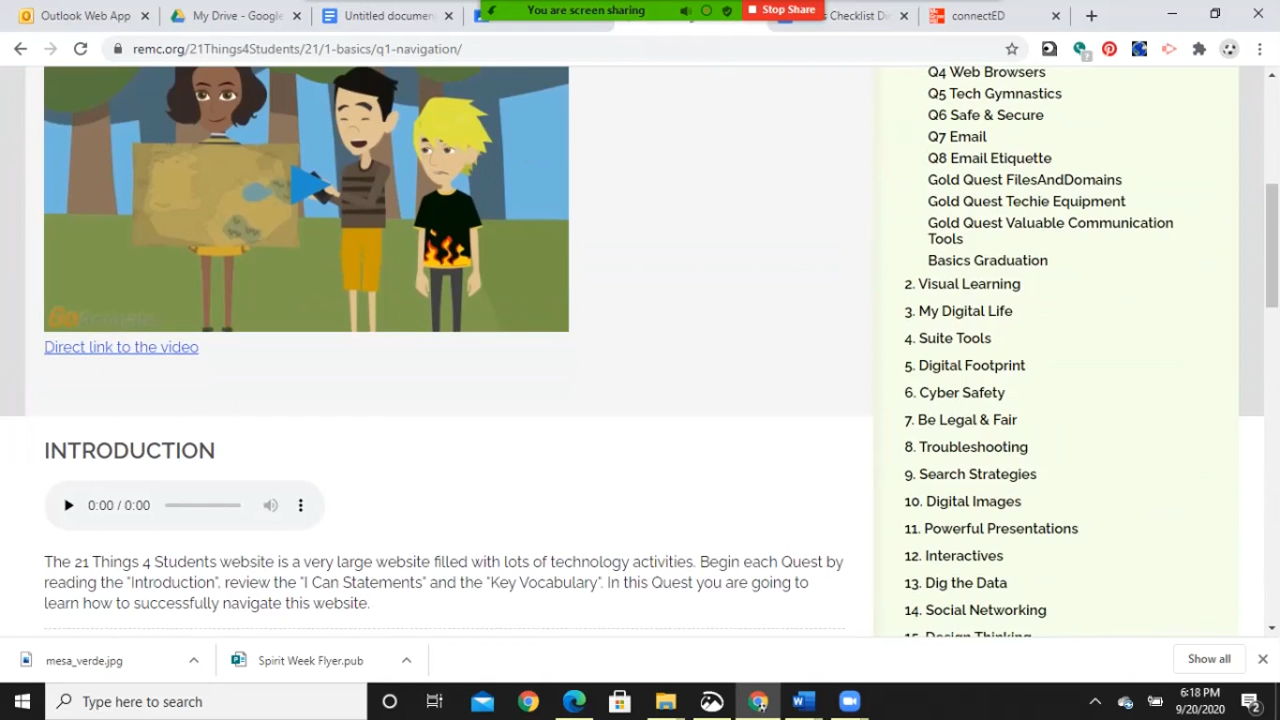 Outlook Web App
My Drive - Google
Untitled documen
You are screen sharing
Stop Share
s Checklist Do
connectED
remc.org/21Things4Students/21/1-basics/q1-navigation/
Direct link to the video
INTRODUCTION
0:00 / 0:00
The 21 Things 4 Students website is a very large website filled with lots of technology activities. Begin each Quest by
reading the "Introduction", review the "I Can Statements" and the "Key Vocabulary". In this Quest you are going to
learn how to successfully navigate this website.
Q4 Web Browsers
Q5 Tech Gymnastics
Q6 Safe & Secure
Q7 Email
Q8 Email Etiquette
Gold Quest FilesAndDomains
Gold Quest Techie Equipment
Gold Quest Valuable Communication
Tools
Basics Graduation
2. Visual Learning
3. My Digital Life
4. Suite Tools
5. Digital Footprint
6. Cyber Safety
7. Be Legal & Fair
8. Troubleshooting
9. Search Strategies
10. Digital Images
11. Powerful Presentations
12. Interactives
13. Dig the Data
14. Social Networking
15. Design Thinking
mesa_verde.jpg
Spirit Week Flyer.pub
Show all
Type here to search
6:18 PM
9/20/2020
2